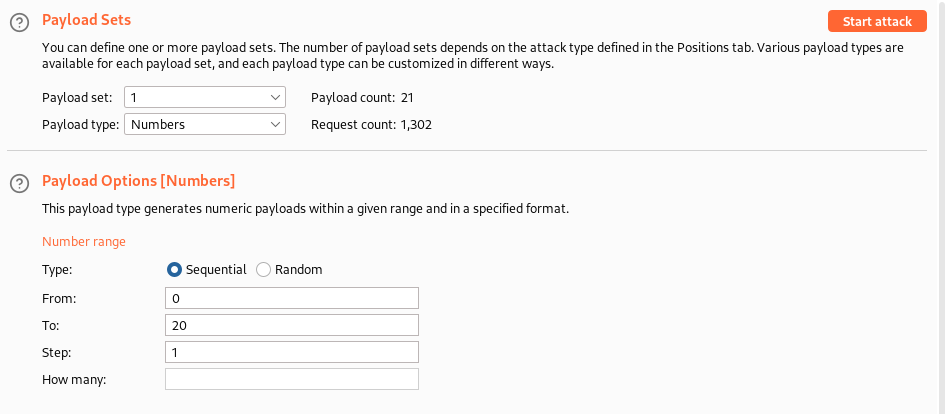 ? Payload Sets Start attack
You can define one or more payload sets. The number of payload sets depends on the attack type defined in the Positions tab. Various payload types are
available for each payload set, and each payload type can be customized in different ways.
Payload set: 1 Payload count: 21
Payload type: Numbers Request count: 1,302
? Payload Options [Numbers]
This payload type generates numeric payloads within a given range and in a specified format.
Number range
Type: Sequential Random
From: 0
To: 20
Step: 1
How many: